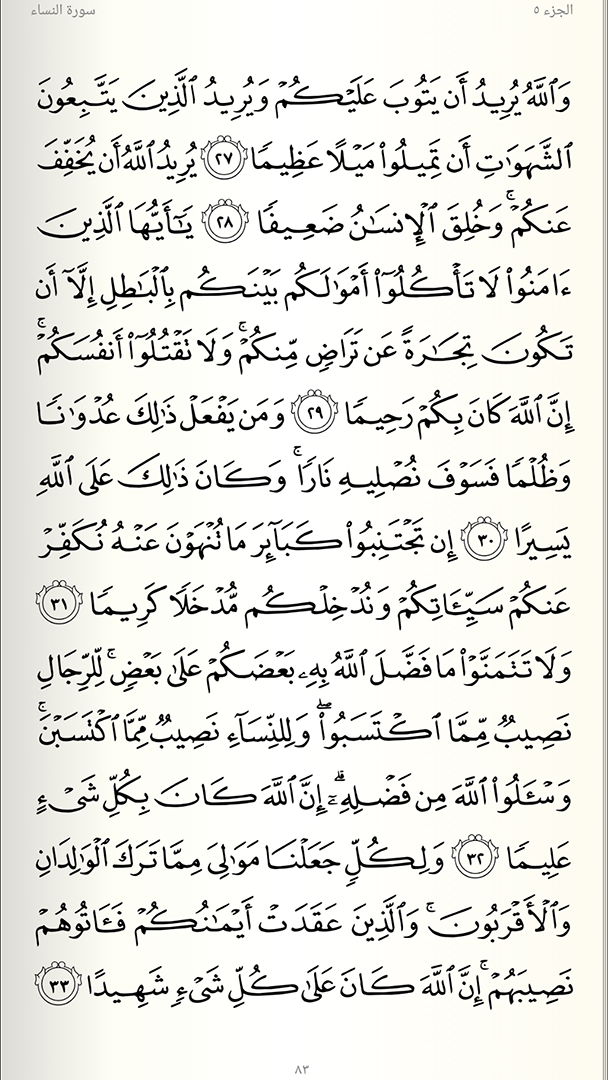 الجزء ٥
سورة النساء
وَٱللَّهُ يُرِيدُ أَن يَتُوبَ عَلَيۡكُمۡ وَيُرِيدُ ٱلَّذِينَ يَتَّبِعُونَ
ٱلشَّهَوَٰتِ أَن تَمِيلُواْ مَيۡلًا عَظِيمٗا ٢٧ يُرِيدُ ٱللَّهُ أَن يُخَفِّفَ
عَنكُمۡۚ وَخُلِقَ ٱلۡإِنسَٰنُ ضَعِيفٗا ٢٨ يَٰٓأَيُّهَا ٱلَّذِينَ
ءَامَنُواْ لَا تَأۡكُلُوٓاْ أَمۡوَٰلَكُم بَيۡنَكُم بِٱلۡبَٰطِلِ إِلَّآ أَن
تَكُونَ تِجَٰرَةً عَن تَرَاضٖ مِّنكُمۡۚ وَلَا تَقۡتُلُوٓاْ أَنفُسَكُمۡۚ
إِنَّ ٱللَّهَ كَانَ بِكُمۡ رَحِيمٗا ٢٩ وَمَن يَفۡعَلۡ ذَٰلِكَ عُدۡوَٰنٗا
وَظُلۡمٗا فَسَوۡفَ نُصۡلِيهِ نَارٗاۚ وَكَانَ ذَٰلِكَ عَلَى ٱللَّهِ
يَسِيرًا ٣٠ إِن تَجۡتَنِبُواْ كَبَآئِرَ مَا تُنۡهَوۡنَ عَنۡهُ نُكَفِّرۡ
عَنكُمۡ سَيِّـَٔاتِكُمۡ وَنُدۡخِلۡكُم مُّدۡخَلٗا كَرِيمٗا ٣١
وَلَا تَتَمَنَّوۡاْ مَا فَضَّلَ ٱللَّهُ بِهِۦ بَعۡضَكُمۡ عَلَىٰ بَعۡضٖۚ لِّلرِّجَالِ
نَصِيبٞ مِّمَّا ٱكۡتَسَبُواْۖ وَلِلنِّسَآءِ نَصِيبٞ مِّمَّا ٱكۡتَسَبۡنَۚ
وَسۡـَٔلُواْ ٱللَّهَ مِن فَضۡلِهِۦٓۗ إِنَّ ٱللَّهَ كَانَ بِكُلِّ شَيۡءٍ
عَلِيمٗا ٣٢ وَلِكُلّٖ جَعَلۡنَا مَوَٰلِيَ مِمَّا تَرَكَ ٱلۡوَٰلِدَانِ
وَٱلۡأَقۡرَبُونَۚ وَٱلَّذِينَ عَقَدَتۡ أَيۡمَٰنُكُمۡ فَـَٔاتُوهُمۡ
نَصِيبَهُمۡۚ إِنَّ ٱللَّهَ كَانَ عَلَىٰ كُلِّ شَيۡءٖ شَهِيدًا ٣٣
٨٣